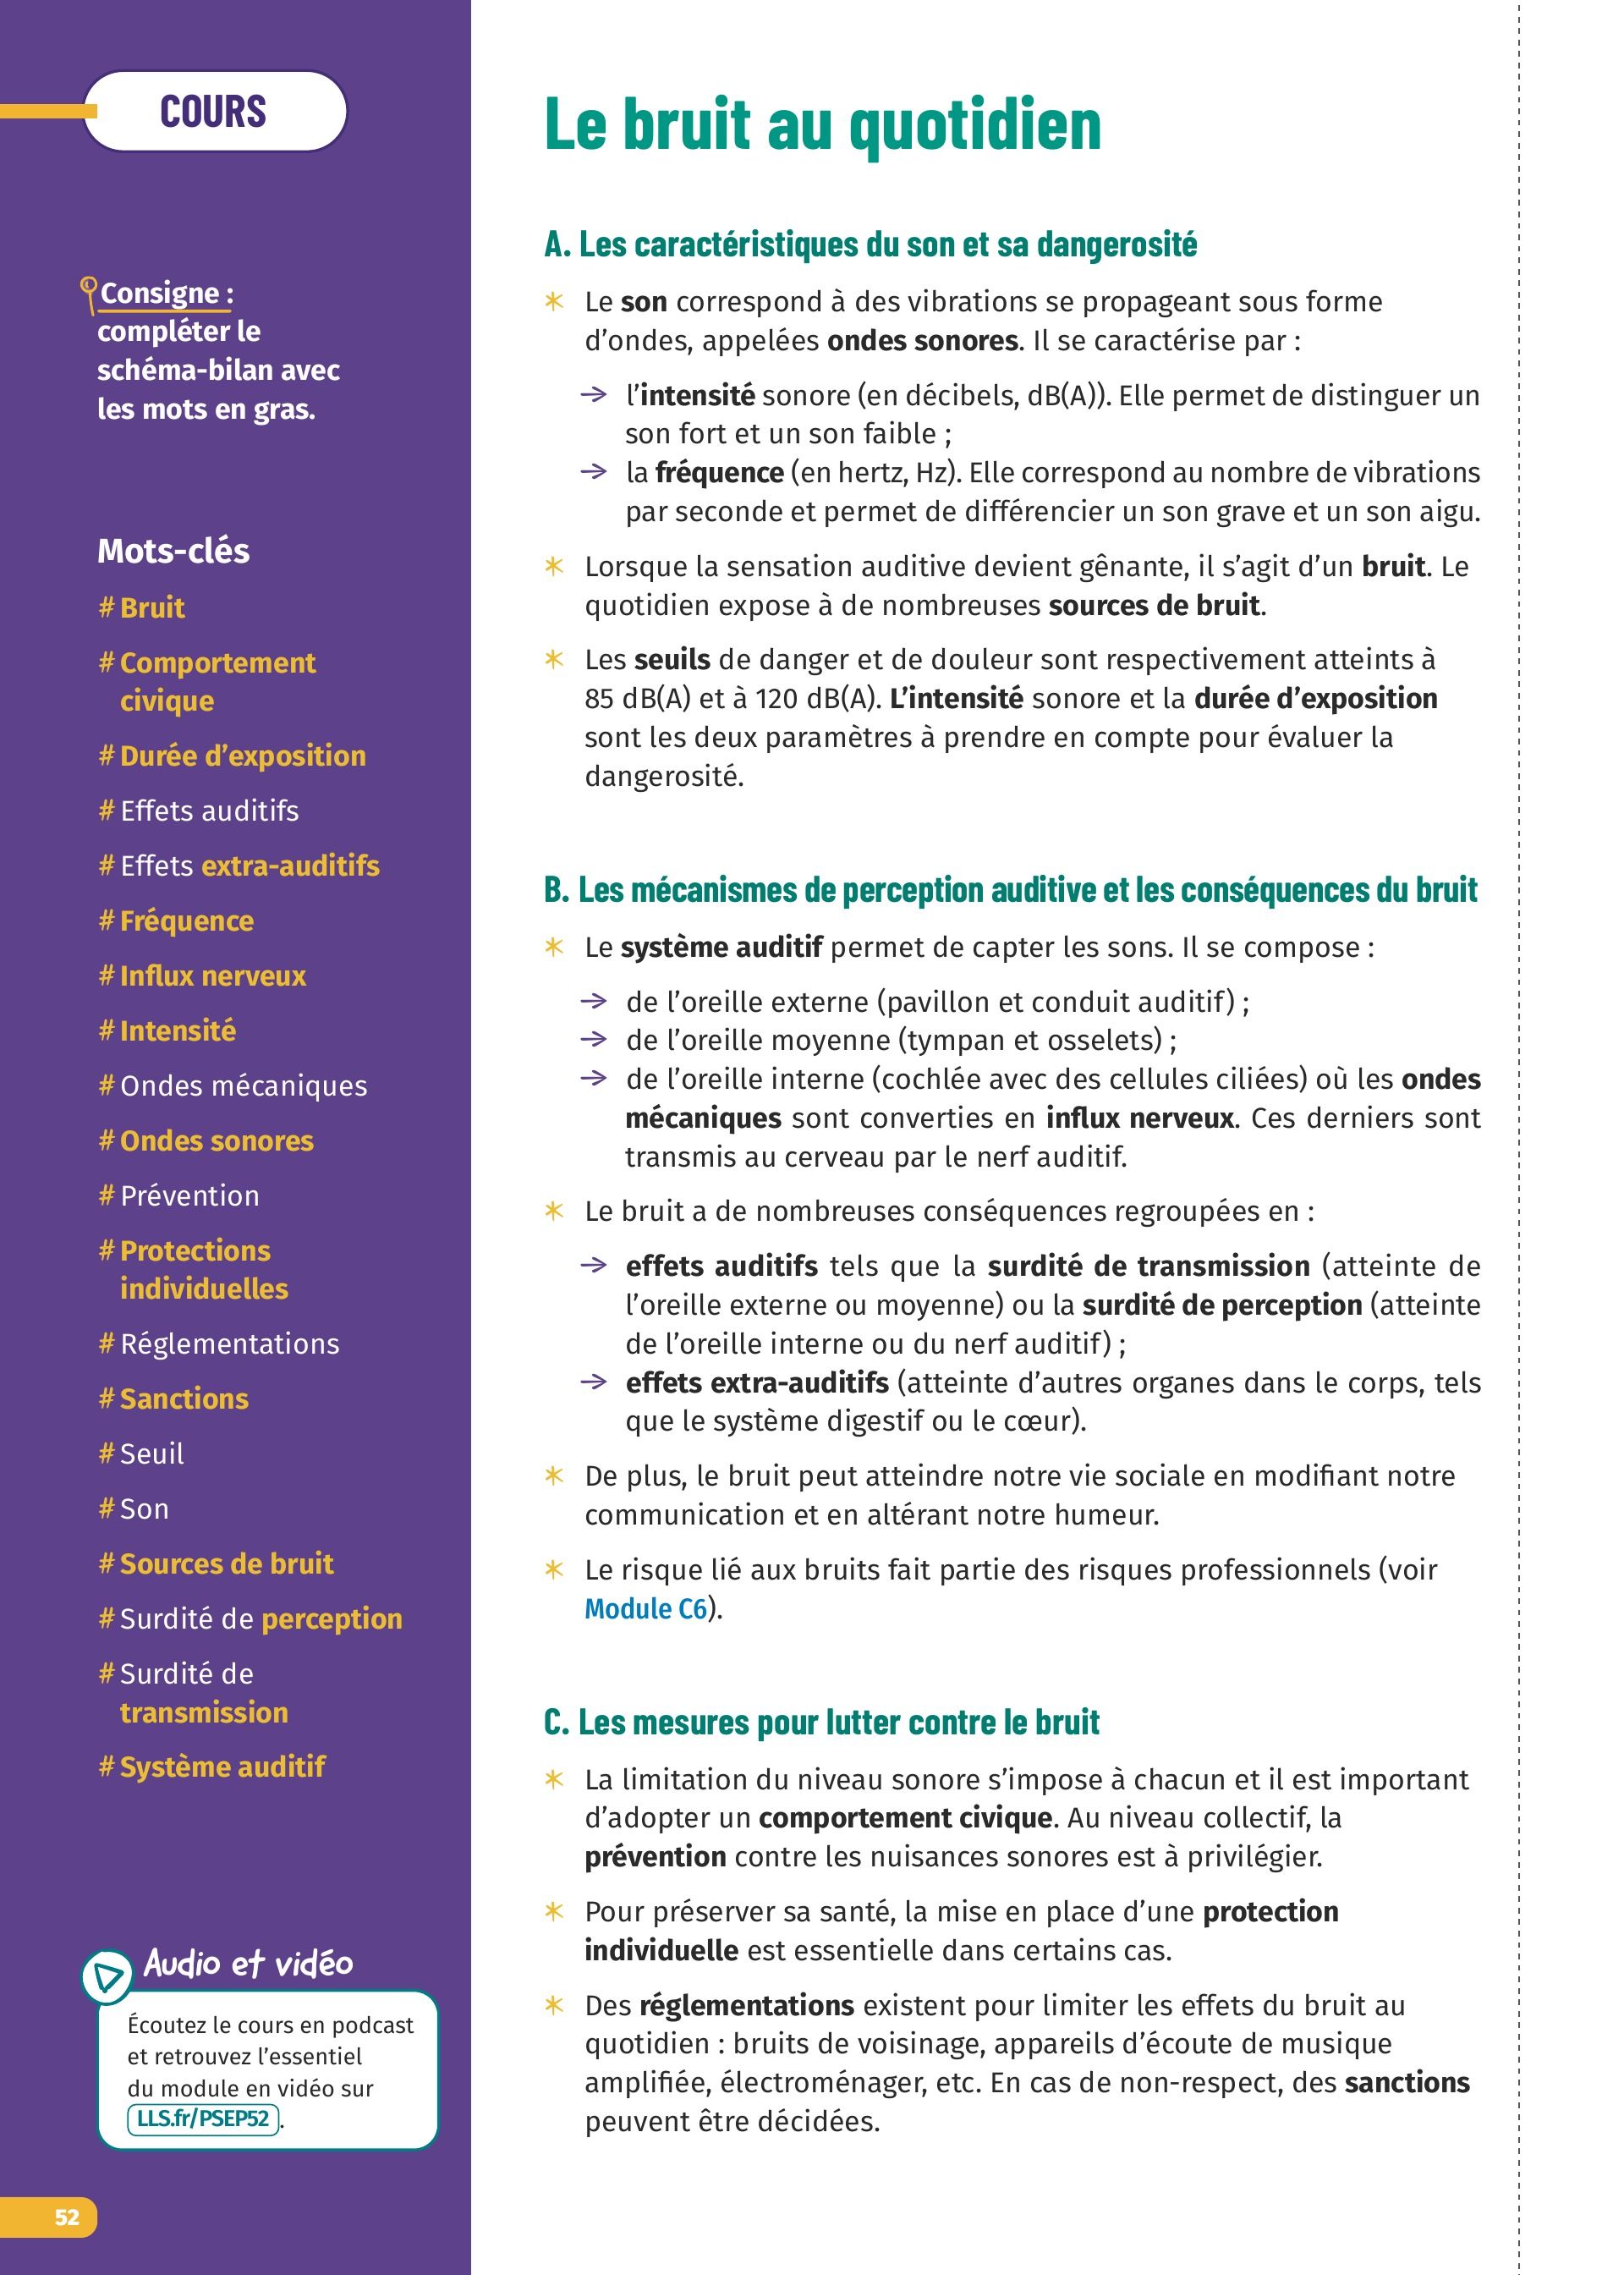 COURS
Consigne :
compléter le
schéma-bilan avec
les mots en gras.
Mots-clés
# Bruit
# Comportement
civique
# Durée d’exposition
# Effets auditifs
# Effets extra-auditifs
# Fréquence
# Influx nerveux
# Intensité
# Ondes mécaniques
# Ondes sonores
# Prévention
# Protections
individuelles
# Réglementations
# Sanctions
# Seuil
# Son
# Sources de bruit
# Surdité de perception
# Surdité de
transmission
# Système auditif
Audio et vidéo
Écoutez le cours en podcast
et retrouvez l’essentiel
du module en vidéo sur
LLS.fr/PSEP52.
52
Le bruit au quotidien
A. Les caractéristiques du son et sa dangerosité
* Le son correspond à des vibrations se propageant sous forme
d’ondes, appelées ondes sonores. Il se caractérise par :
→ l’intensité sonore (en décibels, dB(A)). Elle permet de distinguer un
son fort et un son faible ;
→ la fréquence (en hertz, Hz). Elle correspond au nombre de vibrations
par seconde et permet de différencier un son grave et un son aigu.
* Lorsque la sensation auditive devient gênante, il s’agit d’un bruit. Le
quotidien expose à de nombreuses sources de bruit.
* Les seuils de danger et de douleur sont respectivement atteints à
85 dB(A) et à 120 dB(A). L’intensité sonore et la durée d’exposition
sont les deux paramètres à prendre en compte pour évaluer la
dangerosité.
B. Les mécanismes de perception auditive et les conséquences du bruit
* Le système auditif permet de capter les sons. Il se compose :
→ de l’oreille externe (pavillon et conduit auditif) ;
→ de l’oreille moyenne (tympan et osselets) ;
→ de l’oreille interne (cochlée avec des cellules ciliées) où les ondes
mécaniques sont converties en influx nerveux. Ces derniers sont
transmis au cerveau par le nerf auditif.
* Le bruit a de nombreuses conséquences regroupées en :
→ effets auditifs tels que la surdité de transmission (atteinte de
l’oreille externe ou moyenne) ou la surdité de perception (atteinte
de l’oreille interne ou du nerf auditif) ;
→ effets extra-auditifs (atteinte d’autres organes dans le corps, tels
que le système digestif ou le cœur).
* De plus, le bruit peut atteindre notre vie sociale en modifiant notre
communication et en altérant notre humeur.
* Le risque lié aux bruits fait partie des risques professionnels (voir
Module C6).
C. Les mesures pour lutter contre le bruit
* La limitation du niveau sonore s’impose à chacun et il est important
d’adopter un comportement civique. Au niveau collectif, la
prévention contre les nuisances sonores est à privilégier.
* Pour préserver sa santé, la mise en place d’une protection
individuelle est essentielle dans certains cas.
* Des réglementations existent pour limiter les effets du bruit au
quotidien : bruits de voisinage, appareils d’écoute de musique
amplifiée, électroménager, etc. En cas de non-respect, des sanctions
peuvent être décidées.